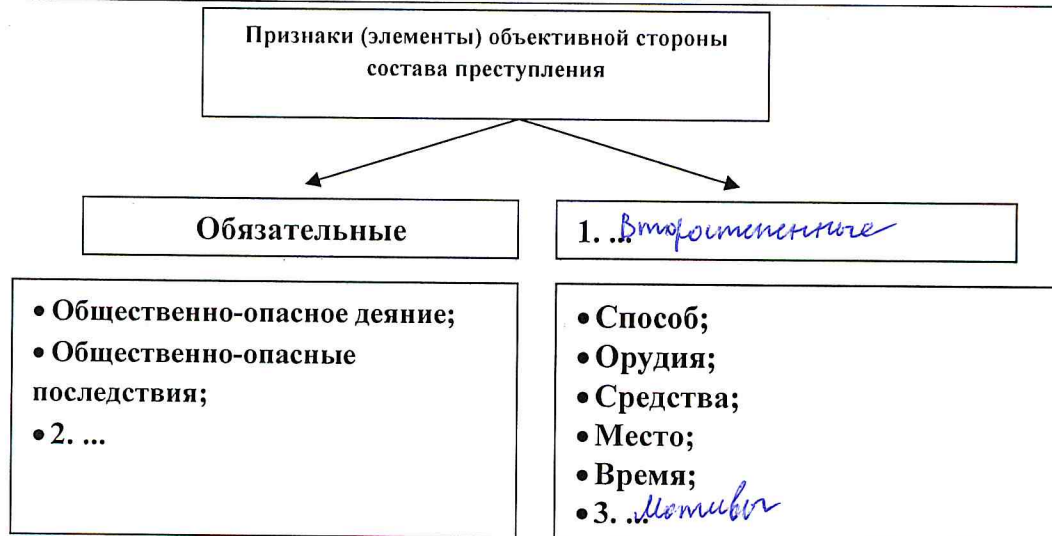 Признаки (элементы) объективной стороны
состава преступления
Обязательные
1. ... Второстепенные
• Общественно-опасное деяние;
• Общественно-опасные
последствия;
• 2. ...
• Способ;
• Орудия;
• Средства;
• Место;
• Время;
• 3. ... Мотивы